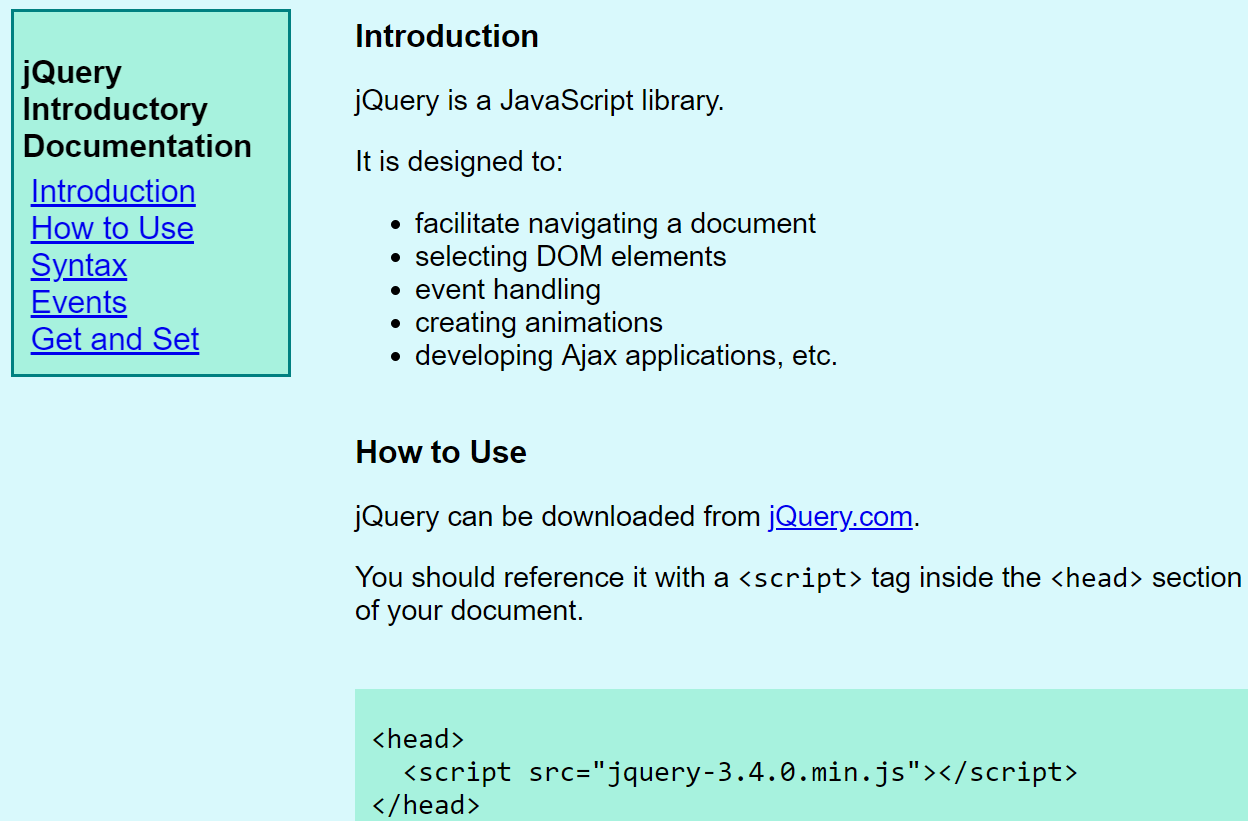 jQuery
Introductory
Documentation
Introduction
How to Use
Syntax
Events
Get and Set
Introduction
jQuery is a JavaScript library.
It is designed to:
• facilitate navigating a document
• selecting DOM elements
• event handling
• creating animations
• developing Ajax applications, etc.
How to Use
jQuery can be downloaded from jQuery.com.
You should reference it with a <script> tag inside the <head> section
of your document.
<head>
  <script src="jquery-3.4.0.min.js"></script>
</head>